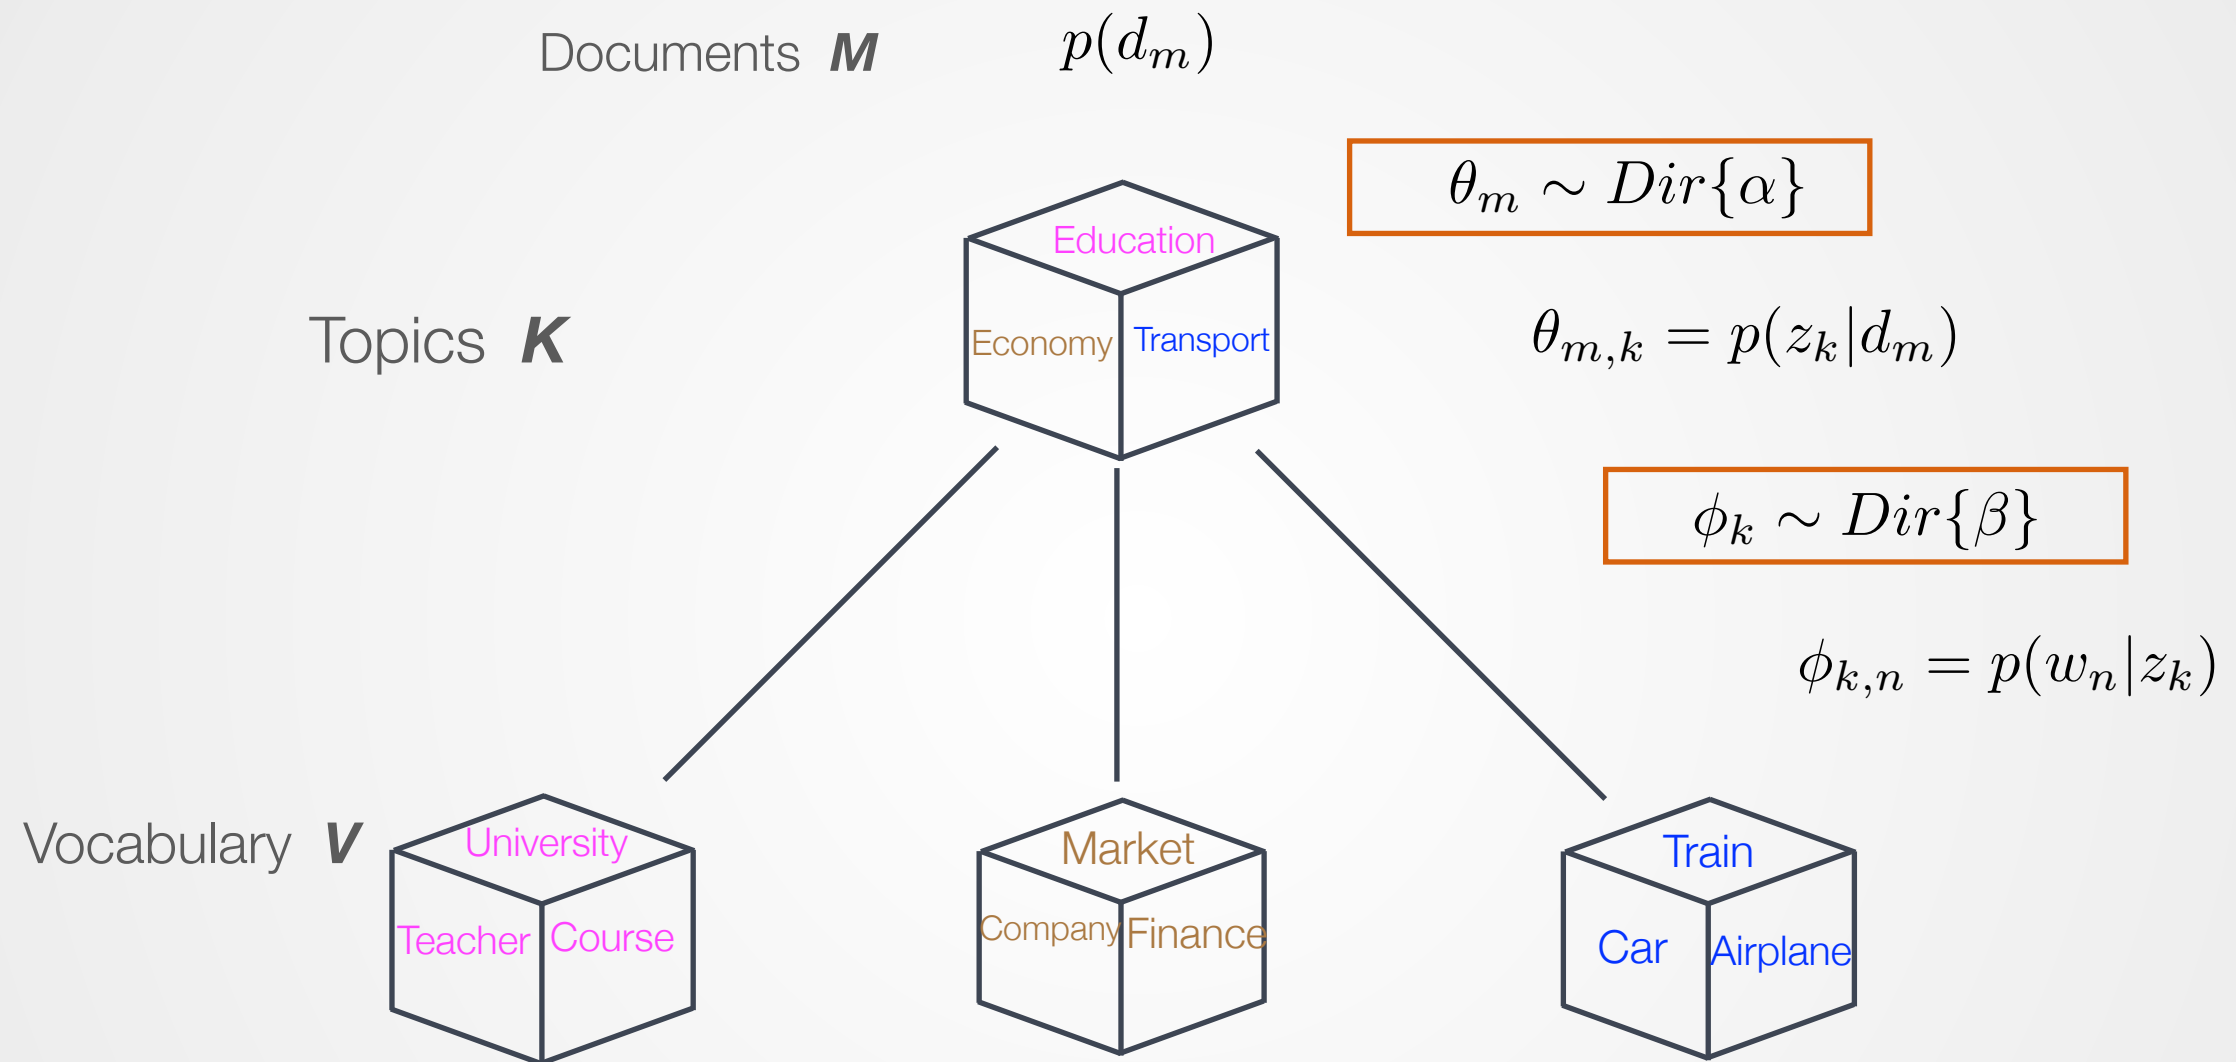 Documents M
p(d_m)
θ_m ∼ Dir{α}
Education
Economy
Transport
Topics K
θ_{m,k} = p(z_k|d_m)
ϕ_k ∼ Dir{β}
ϕ_{k,n} = p(w_n|z_k)
Vocabulary V
University
Teacher
Course
Market
Company
Finance
Train
Car
Airplane